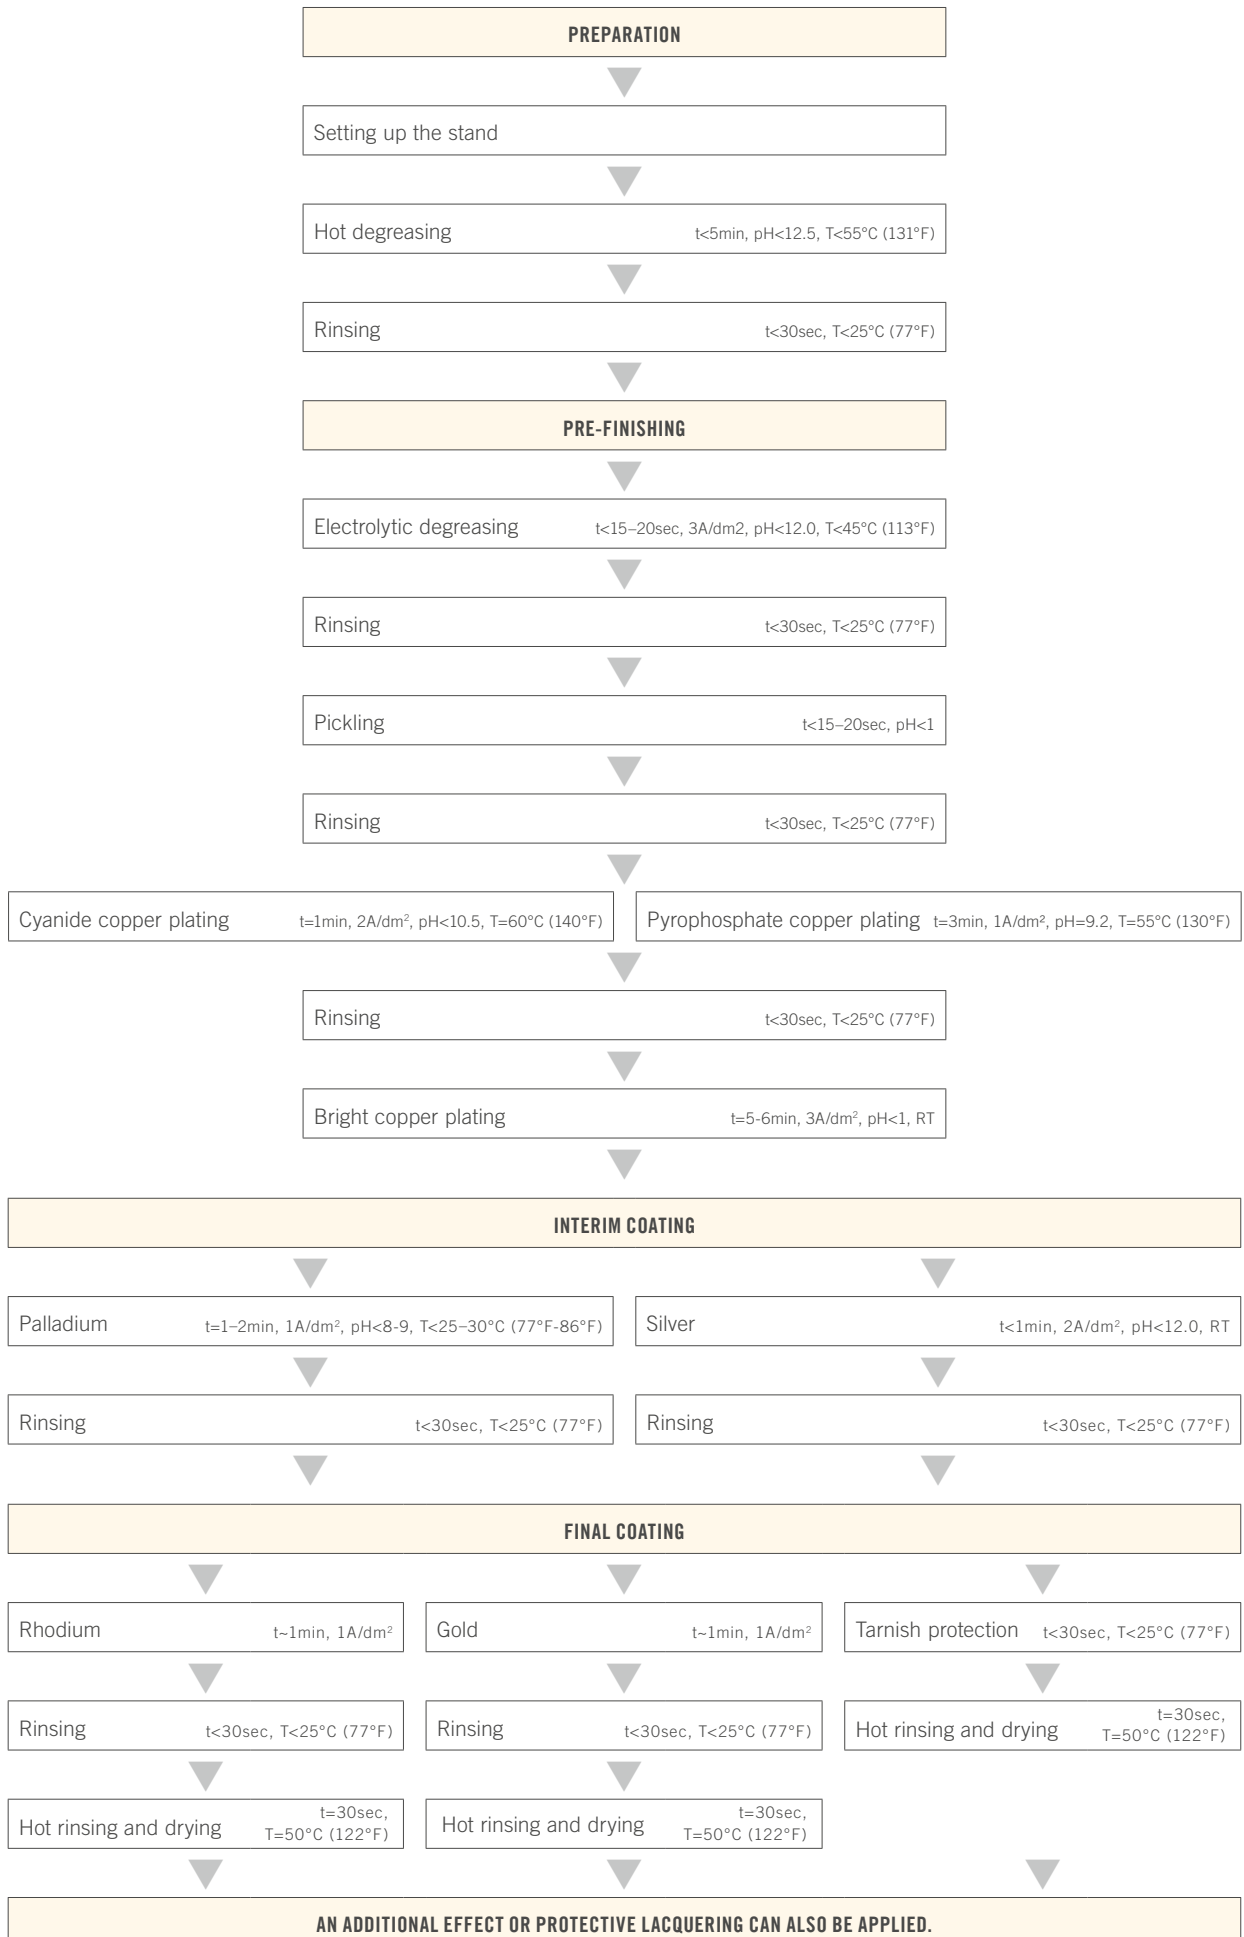 PREPARATION
Setting up the stand
Hot degreasing t<5min, pH<12.5, T<55°C (131°F)
Rinsing t<30sec, T<25°C (77°F)
PRE-FINISHING
Electrolytic degreasing t<15–20sec, 3A/dm2, pH<12.0, T<45°C (113°F)
Rinsing t<30sec, T<25°C (77°F)
Pickling t<15–20sec, pH<1
Rinsing t<30sec, T<25°C (77°F)
Cyanide copper plating t=1min, 2A/dm², pH<10.5, T=60°C (140°F)
Pyrophosphate copper plating t=3min, 1A/dm², pH=9.2, T=55°C (130°F)
Rinsing t<30sec, T<25°C (77°F)
Bright copper plating t=5-6min, 3A/dm², pH<1, RT
INTERIM COATING
Palladium t=1–2min, 1A/dm², pH<8-9, T<25–30°C (77°F-86°F)
Silver t<1min, 2A/dm², pH<12.0, RT
Rinsing t<30sec, T<25°C (77°F)
Rinsing t<30sec, T<25°C (77°F)
FINAL COATING
Rhodium t~1min, 1A/dm²
Gold t~1min, 1A/dm²
Tarnish protection t<30sec, T<25°C (77°F)
Rinsing t<30sec, T<25°C (77°F)
Rinsing t<30sec, T<25°C (77°F)
Hot rinsing and drying t=30sec,
T=50°C (122°F)
Hot rinsing and drying t=30sec,
T=50°C (122°F)
Hot rinsing and drying t=30sec,
T=50°C (122°F)
AN ADDITIONAL EFFECT OR PROTECTIVE LACQUERING CAN ALSO BE APPLIED.